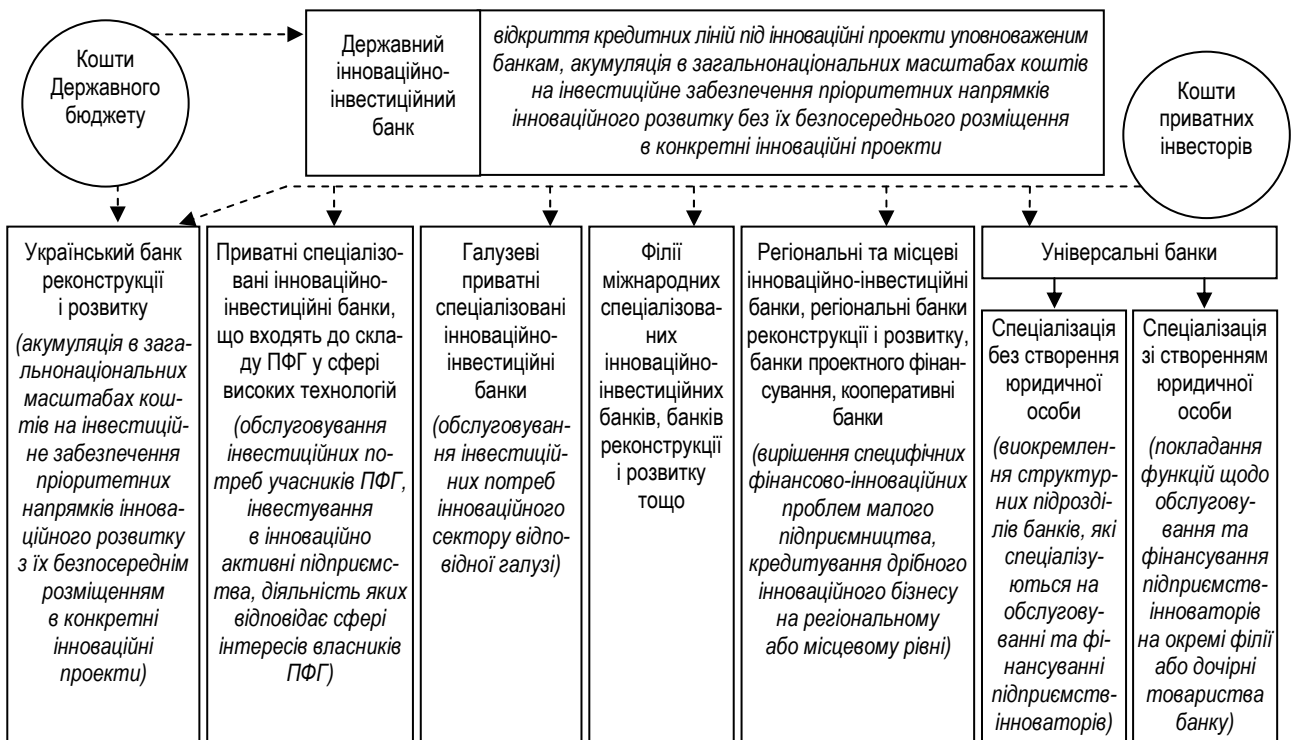 Кошти
Державного
бюджету
Державний
інноваційно-
інвестиційний
банк
відкриття кредитних ліній під інноваційні проекти уповноваженим
банкам, акумуляція в загальнонаціональних масштабах коштів
на інвестиційне забезпечення пріоритетних напрямків
інноваційного розвитку без їх безпосереднього розміщення
в конкретні інноваційні проекти
Кошти
приватних
інвесторів
Український банк
реконструкції
і розвитку
(акумуляція в зага-
льнонаціональних
масштабах кош-
тів на інвестицій-
не забезпечення
пріоритетних
напрямків іннова-
ційного розвитку
з їх безпосереднім
розміщенням
в конкретні
інноваційні
проекти)
Приватні спеціалізо-
вані інноваційно-
інвестиційні банки,
що входять до скла-
ду ПФГ у сфері
високих технологій
(обслуговування
інвестиційних по-
треб учасників ПФГ,
інвестування
в інноваційно
активні підприємс-
тва, діяльність яких
відповідає сфері
інтересів власників
ПФГ)
Галузеві
приватні
спеціалізовані
інноваційно-
інвестиційні
банки
(обслуговуван-
ня інвестицій-
них потреб
інноваційного
сектору відпо-
відної галузі)
Філії
міжнародних
спеціалізова-
них
інноваційно-
інвестиційних
банків, банків
реконструкції
і розвитку
тощо
Регіональні та місцеві
інноваційно-інвестиційні
банки, регіональні банки
реконструкції і розвитку,
банки проектного фінан-
сування, кооперативні
банки
(вирішення специфічних
фінансово-інноваційних
проблем малого
підприємництва,
кредитування дрібного
інноваційного бізнесу
на регіональному
або місцевому рівні)
Універсальні банки
Спеціалізація
без створення
юридичної
особи
(виокремлен-
ня структур-
них підрозді-
лів банків, які
спеціалізу-
ються на
обслугову-
ванні та фі-
нансуванні
підприємств-
інноваторів)
Спеціалізація
зі створенням
юридичної
особи
(покладання
функцій щодо
обслугову-
вання та
фінансування
підприємств-
інноваторів
на окремі філії
або дочірні
товариства
банку)